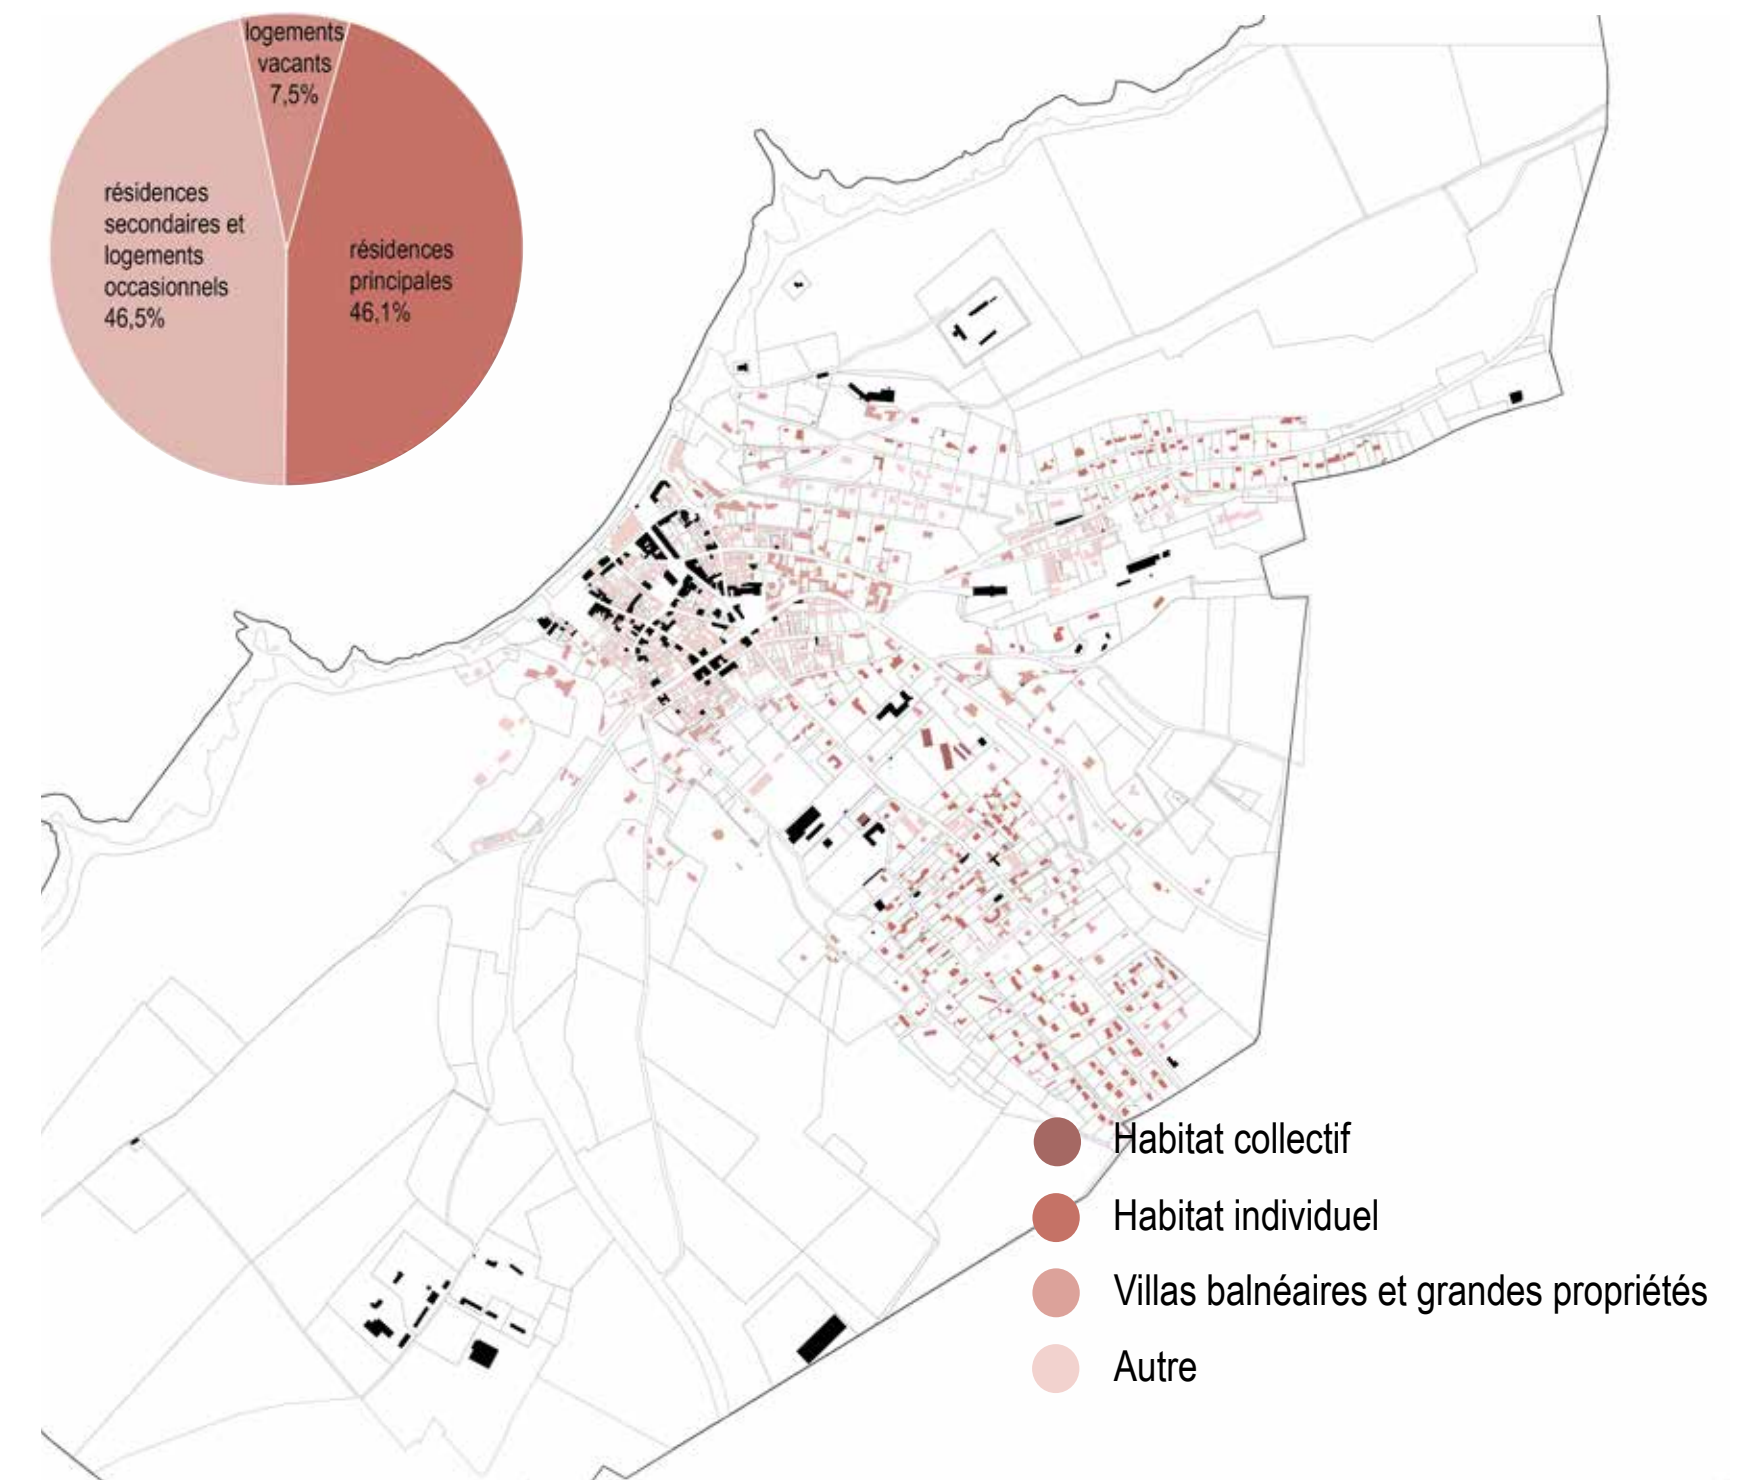 logements
vacants
7,5%
résidences
secondaires et
logements
occasionnels
46,5%
résidences
principales
46,1%
Habitat collectif
Habitat individuel
Villas balnéaires et grandes propriétés
Autre